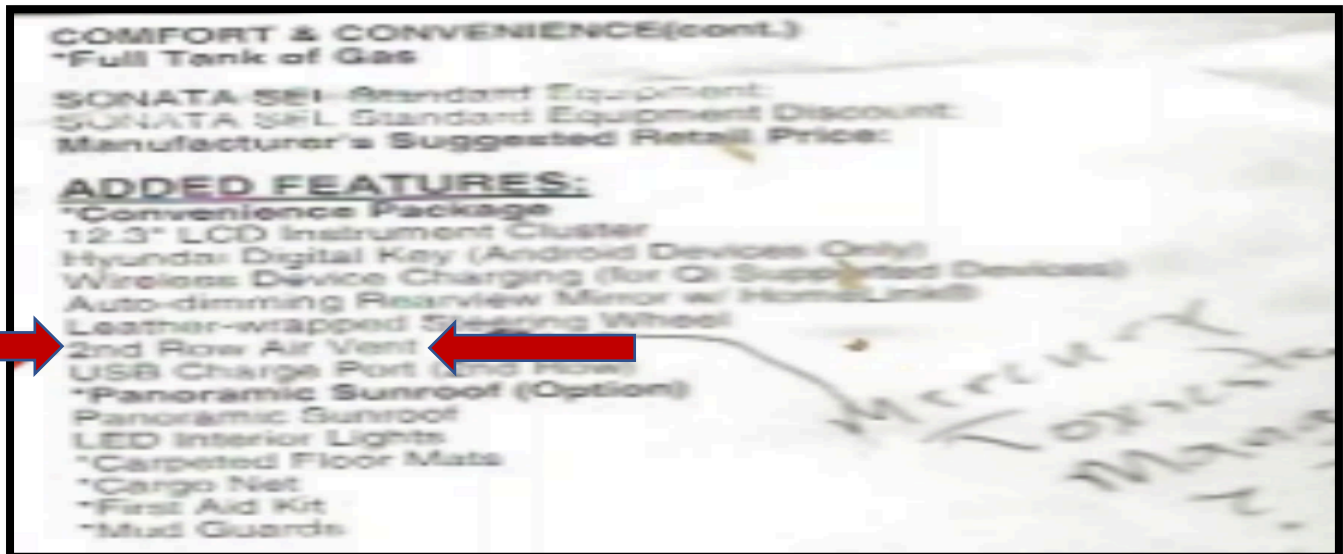 COMFORT & CONVENIENCE(cont.)
*Full Tank of Gas
SONATA SEL Standard Equipment:
SONATA SEL Standard Equipment Discount:
Manufacturer's Suggested Retail Price:
ADDED FEATURES:
*Convenience Package
12.3" LCD Instrument Cluster
Hyundai Digital Key (Android Devices Only)
Wireless Device Charging (for Qi Supported Devices)
Auto-dimming Rearview Mirror w/ HomeLink®
Leather-wrapped Steering Wheel
2nd Row Air Vent
USB Charge Port (2nd Row)
*Panoramic Sunroof (Option)
Panoramic Sunroof
LED Interior Lights
*Carpeted Floor Mats
*Cargo Net
*First Aid Kit
*Mud Guards